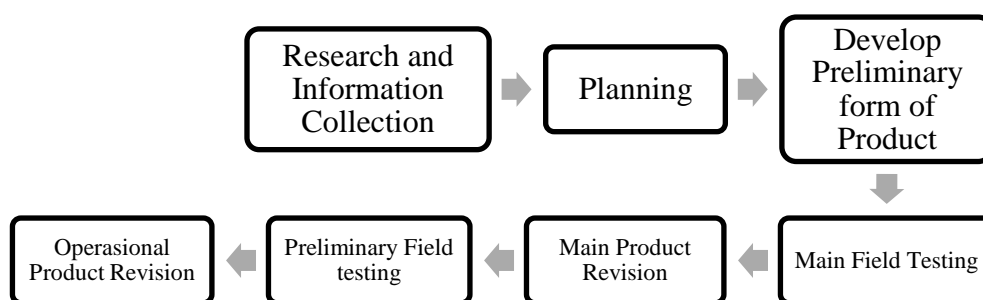 Research and
Information
Collection
Planning
Develop
Preliminary
form of
Product
Main Field Testing
Main Product
Revision
Preliminary Field
testing
Operasional
Product Revision